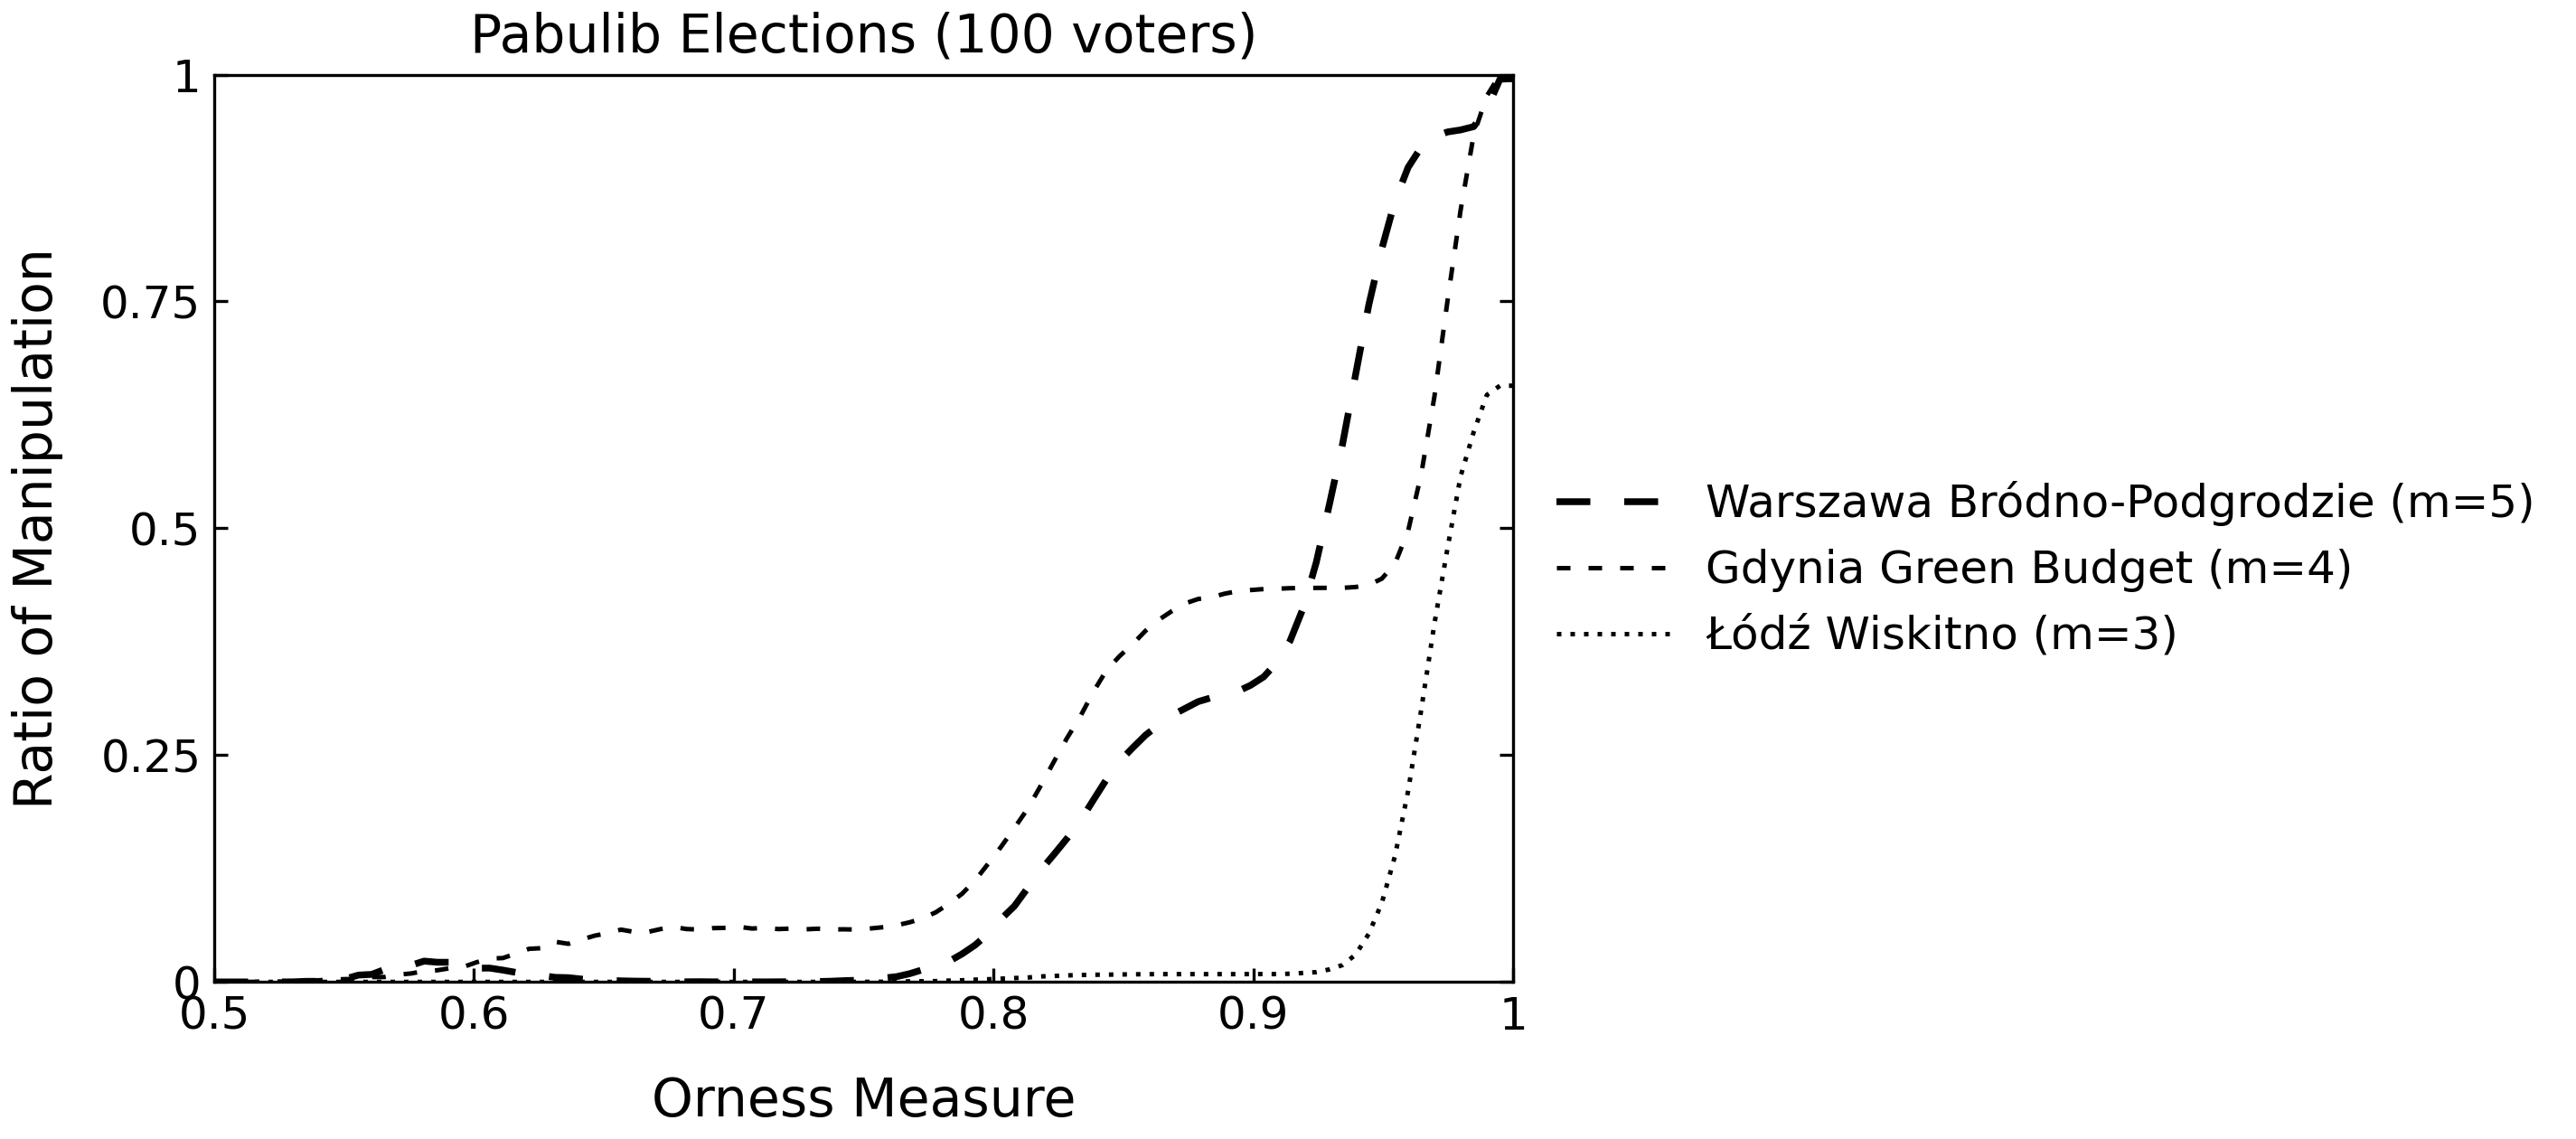 Pabulib Elections (100 voters)
Ratio of Manipulation
1
0.75
0.5
0.25
0
0.5 0.6 0.7 0.8 0.9 1
Orness Measure
Warszawa Bródno-Podgrodzie (m=5)
Gdynia Green Budget (m=4)
Łódź Wiskitno (m=3)